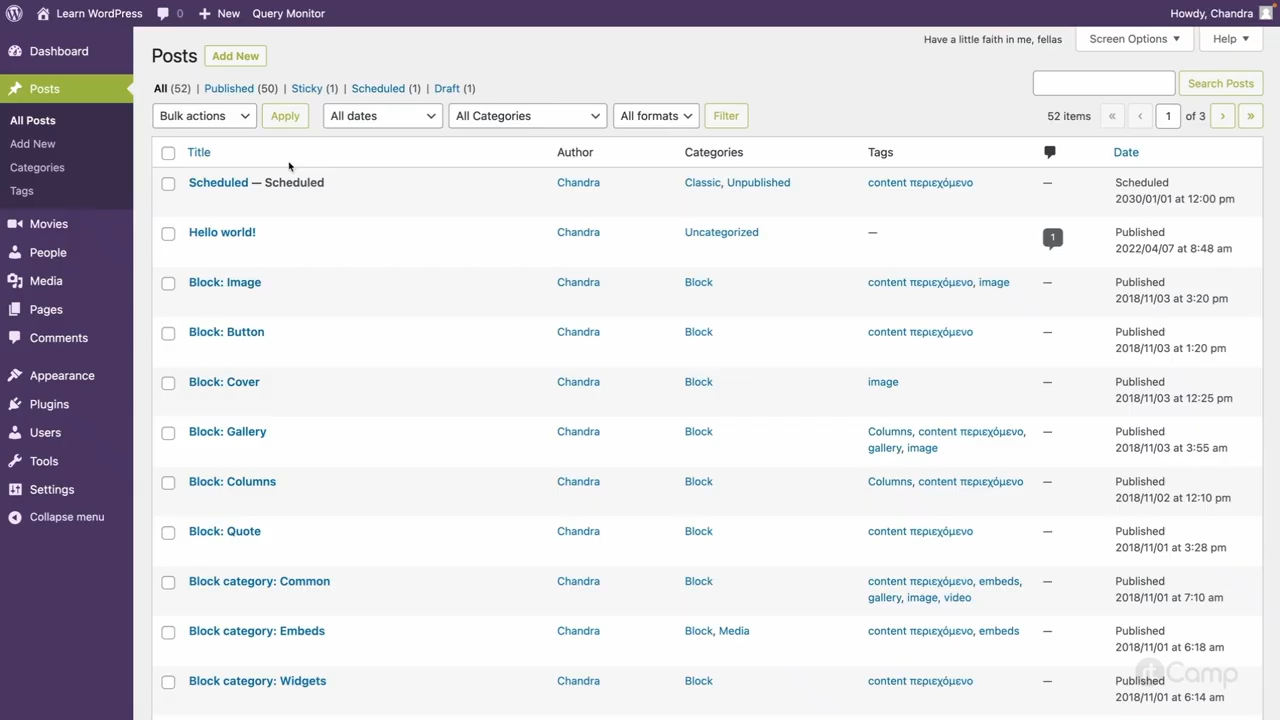 Learn WordPress 0 New Query Monitor Howdy, Chandra
Dashboard
Posts
All Posts
Add New
Categories
Tags
Movies
People
Media
Pages
Comments
Appearance
Plugins
Users
Tools
Settings
Collapse menu
Have a little faith in me, fellas Screen Options Help
Posts Add New
All (52) | Published (50) | Sticky (1) | Scheduled (1) | Draft (1)
Search Posts
Bulk actions Apply All dates All Categories All formats Filter 52 items « ‹ 1 of 3 › »
Title Author Categories Tags Date
Scheduled — Scheduled Chandra Classic, Unpublished content περιεχόμενο — Scheduled
2030/01/01 at 12:00 pm
Hello world! Chandra Uncategorized — 1 Published
2022/04/07 at 8:48 am
Block: Image Chandra Block content περιεχόμενο, image — Published
2018/11/03 at 3:20 pm
Block: Button Chandra Block content περιεχόμενο — Published
2018/11/03 at 1:20 pm
Block: Cover Chandra Block image — Published
2018/11/03 at 12:25 pm
Block: Gallery Chandra Block Columns, content περιεχόμενο, — Published
gallery, image 2018/11/03 at 3:55 am
Block: Columns Chandra Block Columns, content περιεχόμενο — Published
2018/11/02 at 12:10 pm
Block: Quote Chandra Block content περιεχόμενο — Published
2018/11/01 at 3:28 pm
Block category: Common Chandra Block content περιεχόμενο, embeds, — Published
gallery, image, video 2018/11/01 at 7:10 am
Block category: Embeds Chandra Block, Media content περιεχόμενο, embeds — Published
2018/11/01 at 6:18 am
Block category: Widgets Chandra Block content περιεχόμενο — Published
2018/11/01 at 6:14 am
rtCamp